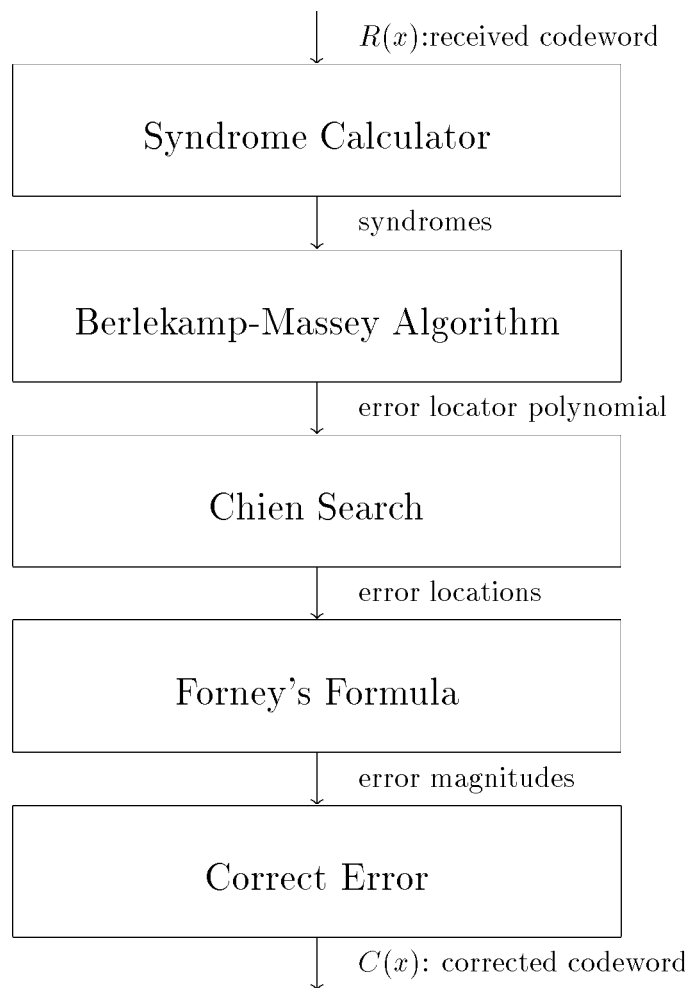 R(x):received codeword
Syndrome Calculator
syndromes
Berlekamp-Massey Algorithm
error locator polynomial
Chien Search
error locations
Forney's Formula
error magnitudes
Correct Error
C(x): corrected codeword